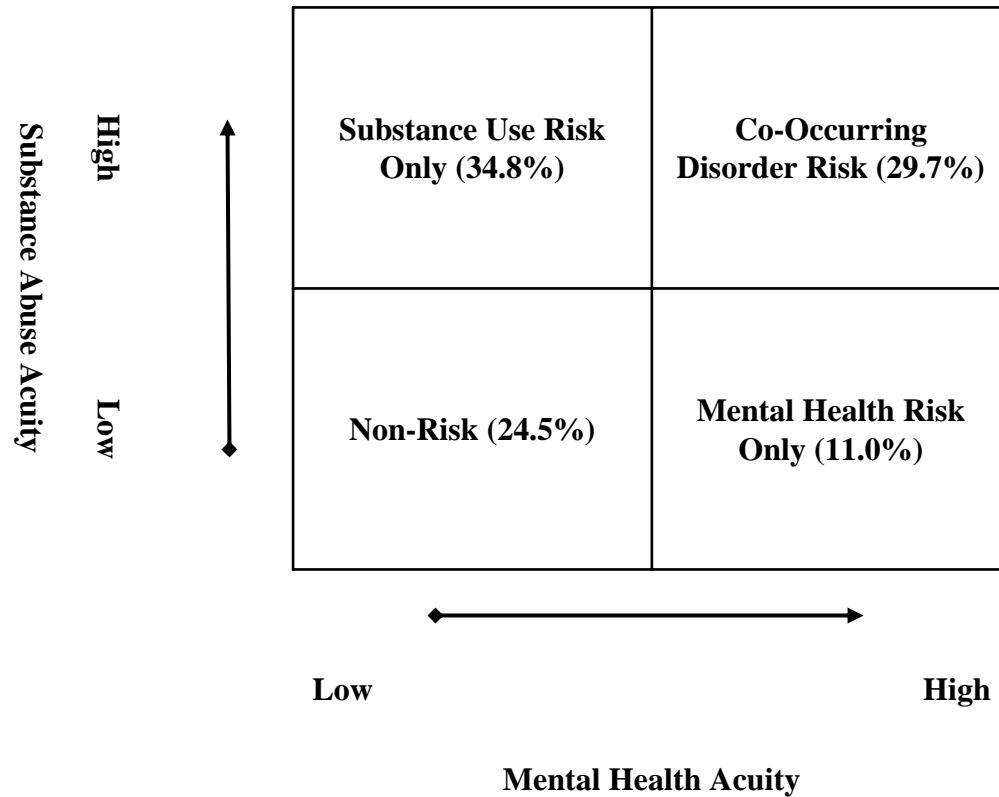 Substance Abuse Acuity
High
Low
Substance Use Risk
Only (34.8%)
Co-Occurring
Disorder Risk (29.7%)
Non-Risk (24.5%)
Mental Health Risk
Only (11.0%)
Low
High
Mental Health Acuity